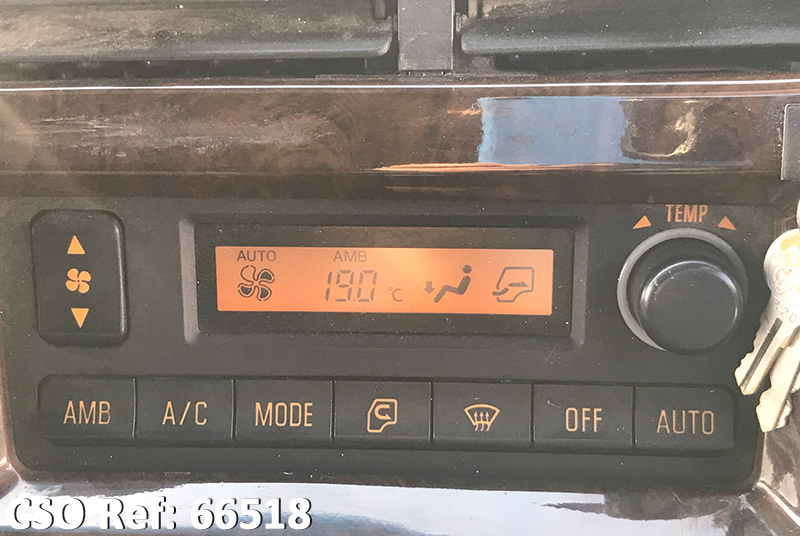 TEMP
AUTO AMB
19.0 °C
AMB A/C MODE OFF AUTO
CSO Ref: 66518